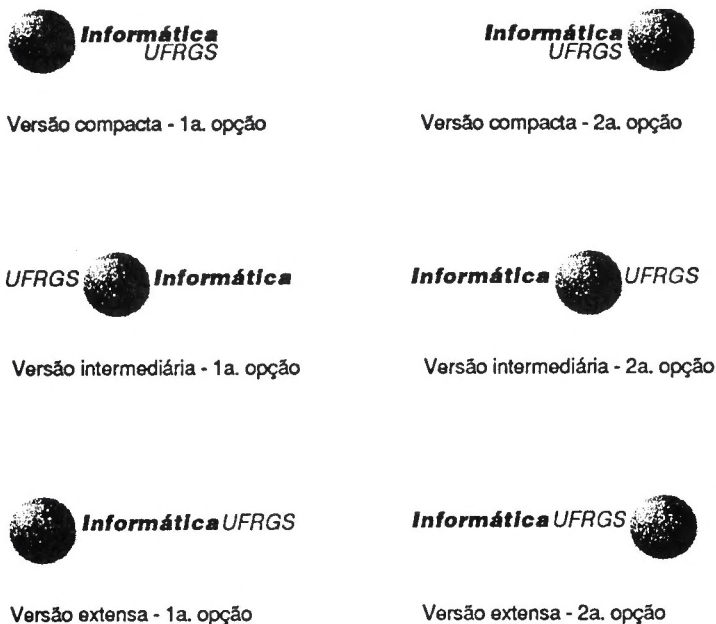 Informática
UFRGS
Versão compacta - 1a. opção
Informática
UFRGS
Versão compacta - 2a. opção
UFRGS Informática
Versão intermediária - 1a. opção
Informática UFRGS
Versão intermediária - 2a. opção
Informática UFRGS
Versão extensa - 1a. opção
Informática UFRGS
Versão extensa - 2a. opção